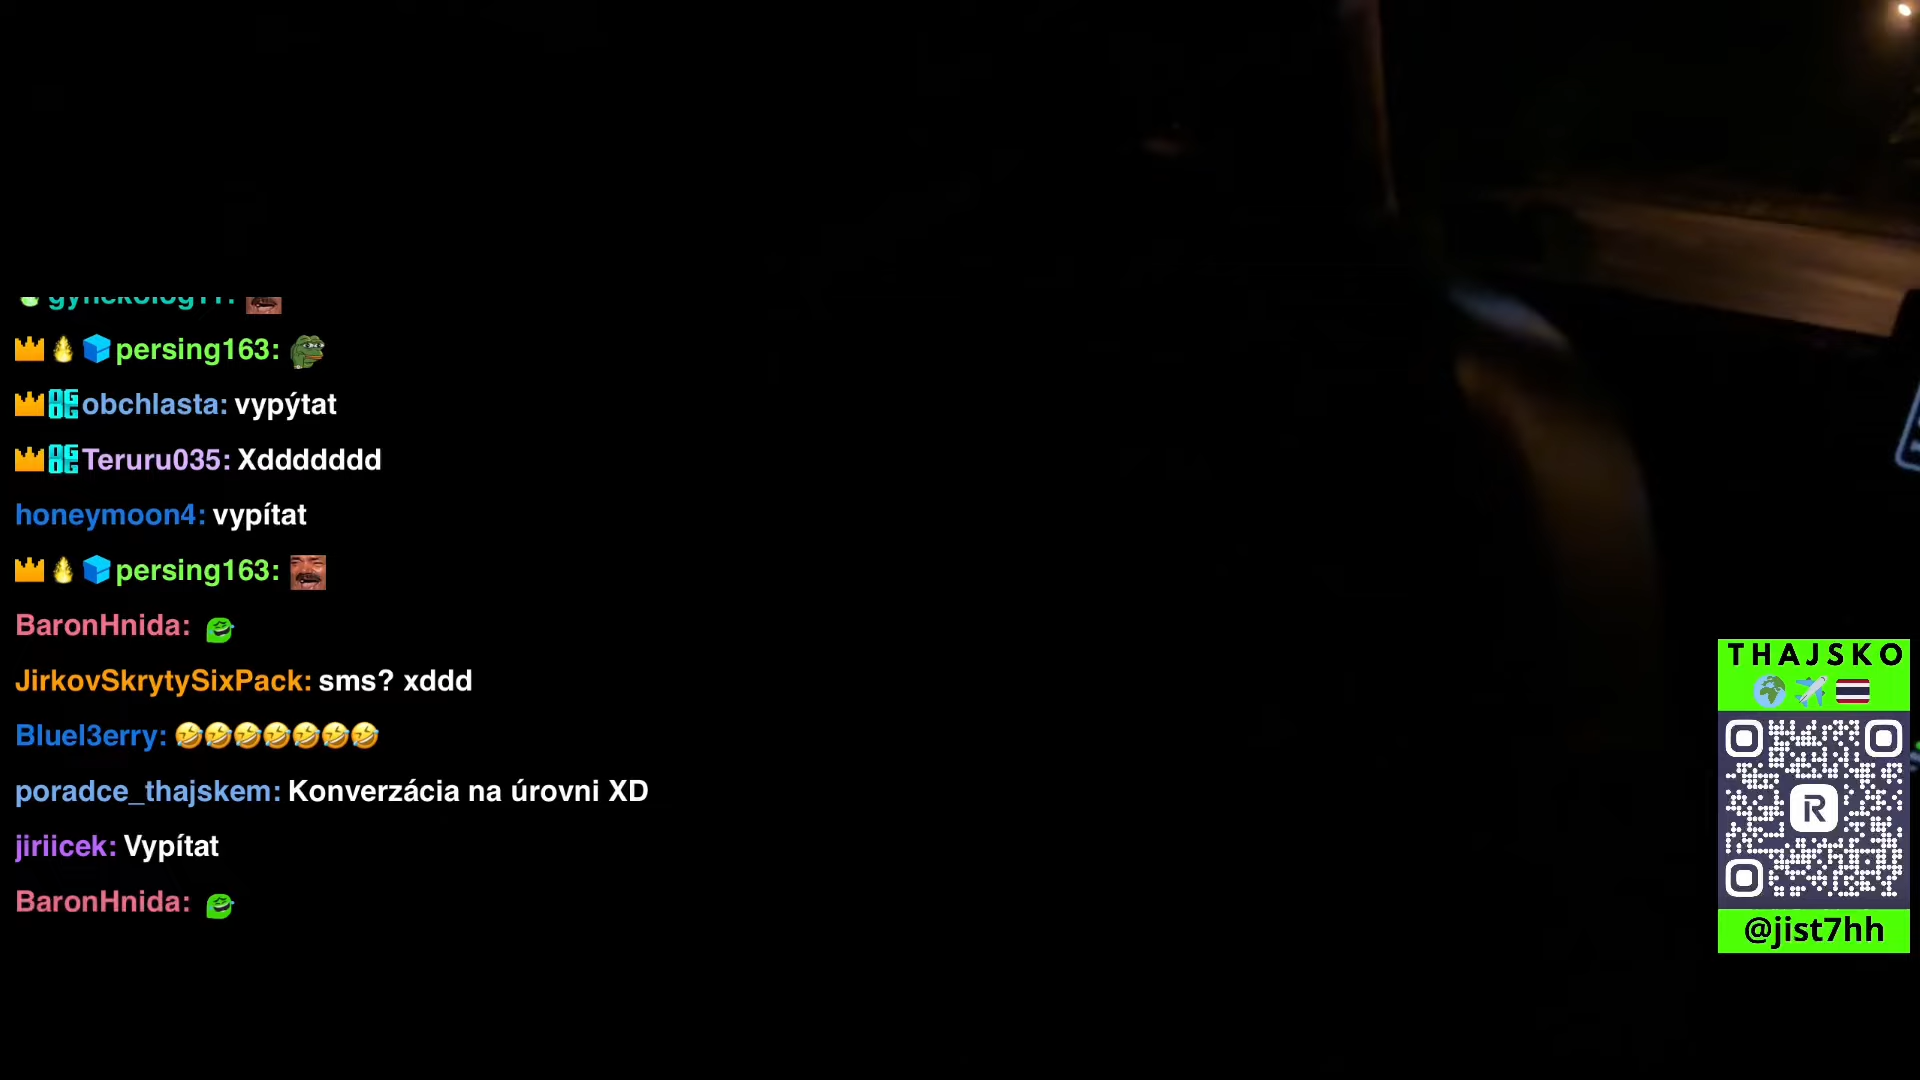 persing163:
obchlasta: vypýtat
Teruru035: Xddddddd
honeymoon4: vypítat
persing163:
BaronHnida:
JirkovSkrytySixPack: sms? xddd
Bluel3erry: 🤣🤣🤣🤣🤣🤣🤣
poradce_thajskem: Konverzácia na úrovni XD
jiriicek: Vypítat
BaronHnida:
THAJSKO
🌍✈️🇹🇭
R
@jist7hh